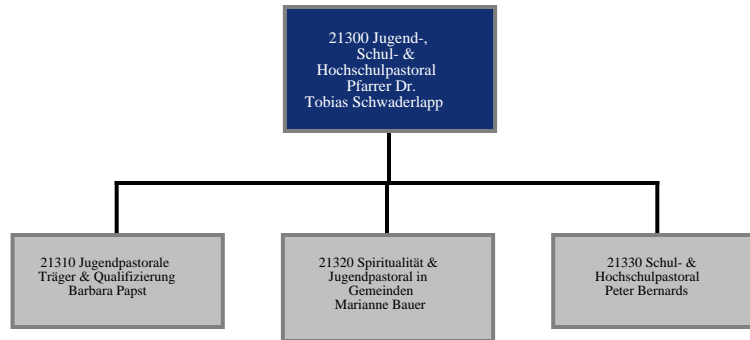 21300 Jugend-,
Schul- &
Hochschulpastoral
Pfarrer Dr.
Tobias Schwaderlapp
21310 Jugendpastorale
Träger & Qualifizierung
Barbara Papst
21320 Spiritualität &
Jugendpastoral in
Gemeinden
Marianne Bauer
21330 Schul- &
Hochschulpastoral
Peter Bernards